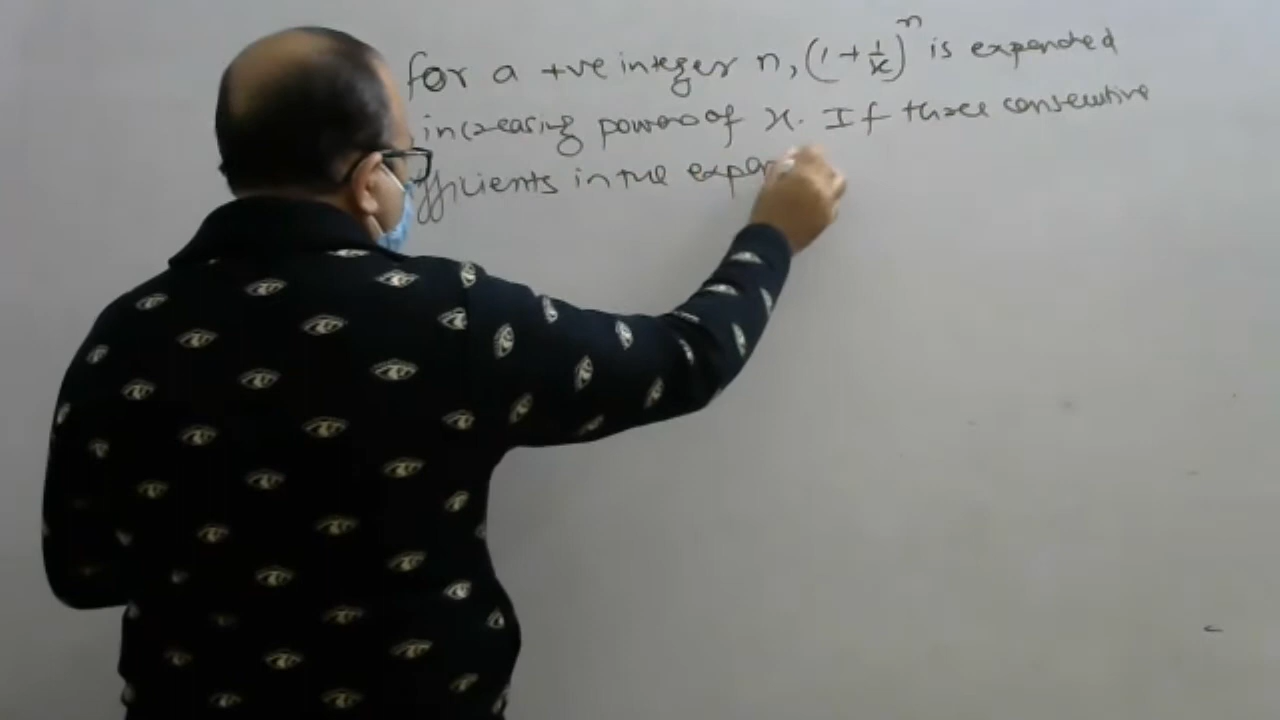 for a +ve integer n, (1 + 1/x)^n is expanded
increasing powers of x. If three consecutive
fficients in the expan